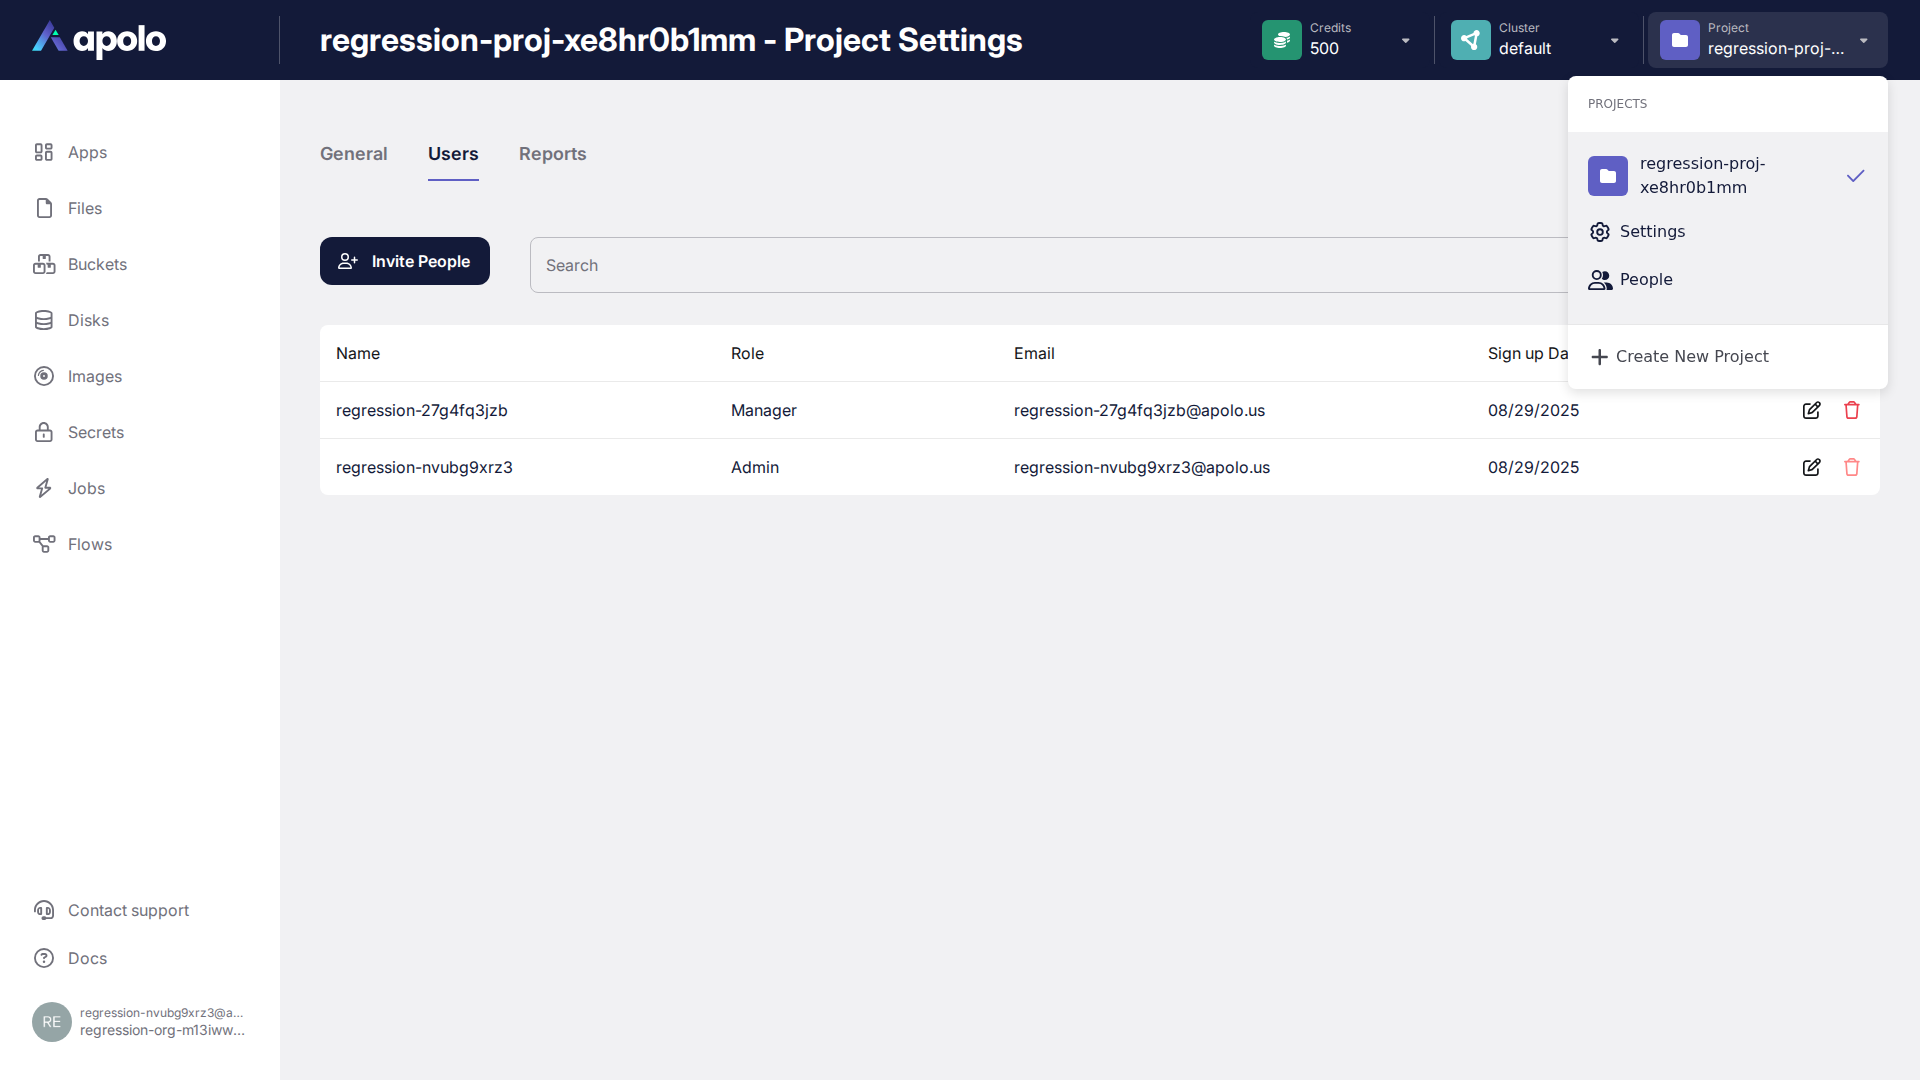 apolo
regression-proj-xe8hr0b1mm - Project Settings
Credits
500
Cluster
default
Project
regression-proj-...
PROJECTS
regression-proj-
xe8hr0b1mm
Settings
People
Create New Project
Apps
Files
Buckets
Disks
Images
Secrets
Jobs
Flows
General
Users
Reports
Invite People
Search
Name
Role
Email
Sign up Da
regression-27g4fq3jzb
Manager
regression-27g4fq3jzb@apolo.us
08/29/2025
regression-nvubg9xrz3
Admin
regression-nvubg9xrz3@apolo.us
08/29/2025
Contact support
Docs
RE
regression-nvubg9xrz3@a...
regression-org-m13iww...